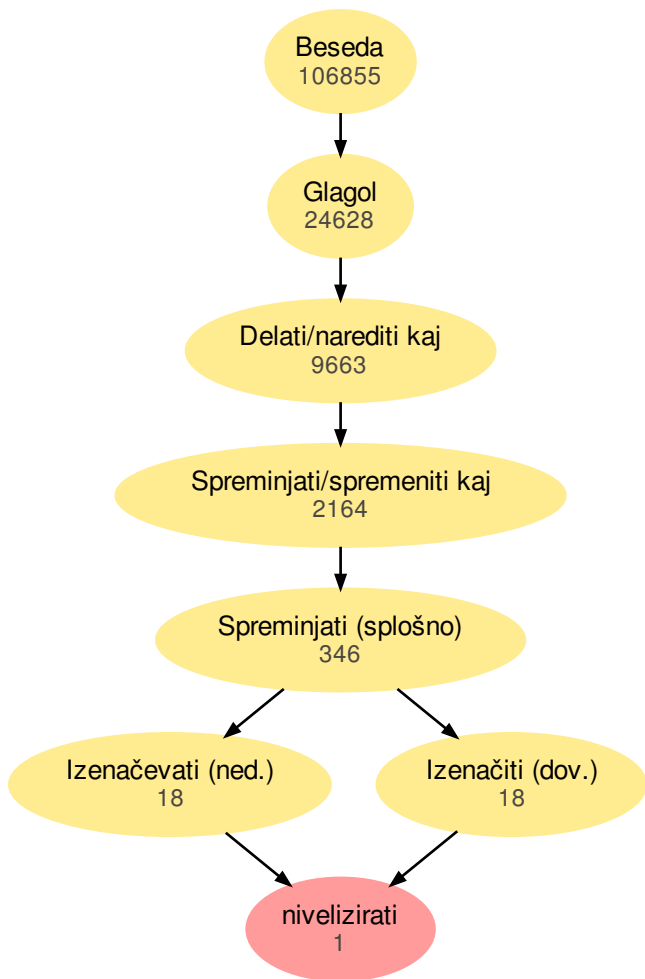 Beseda
106855
Glagol
24628
Delati/narediti kaj
9663
Spreminjati/spremeniti kaj
2164
Spreminjati (splošno)
346
Izenačevati (ned.)
18
Izenačiti (dov.)
18
nivelizirati
1